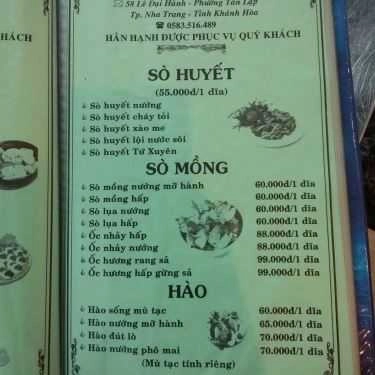 58 Lê Đại Hành - Phường Tân Lập
Tp. Nha Trang - Tỉnh Khánh Hòa
☎ 0583.516.489
HÂN HẠNH ĐƯỢC PHỤC VỤ QUÝ KHÁCH
KHÁCH
SÒ HUYẾT
(55.000đ/1 dĩa)
Sò huyết nướng
Sò huyết cháy tỏi
Sò huyết xào me
Sò huyết lội nước sôi
Sò huyết Tứ Xuyên
SÒ MỒNG
Sò mồng nướng mỡ hành 60.000đ/1 dĩa
Sò mồng hấp 60.000đ/1 dĩa
Sò lụa nướng 60.000đ/1 dĩa
Sò lụa hấp 60.000đ/1 dĩa
Ốc nhảy hấp 88.000đ/1 dĩa
Ốc nhảy nướng 88.000đ/1 dĩa
Ốc hương rang sả 99.000đ/1 dĩa
Ốc hương hấp gừng sả 99.000đ/1 dĩa
HÀO
Hào sống mù tạc 60.000đ/1 dĩa
Hào nướng mỡ hành 65.000đ/1 dĩa
Hào đút lò 70.000đ/1 dĩa
Hào nướng phô mai 70.000đ/1 dĩa
(Mù tạc tính riêng)